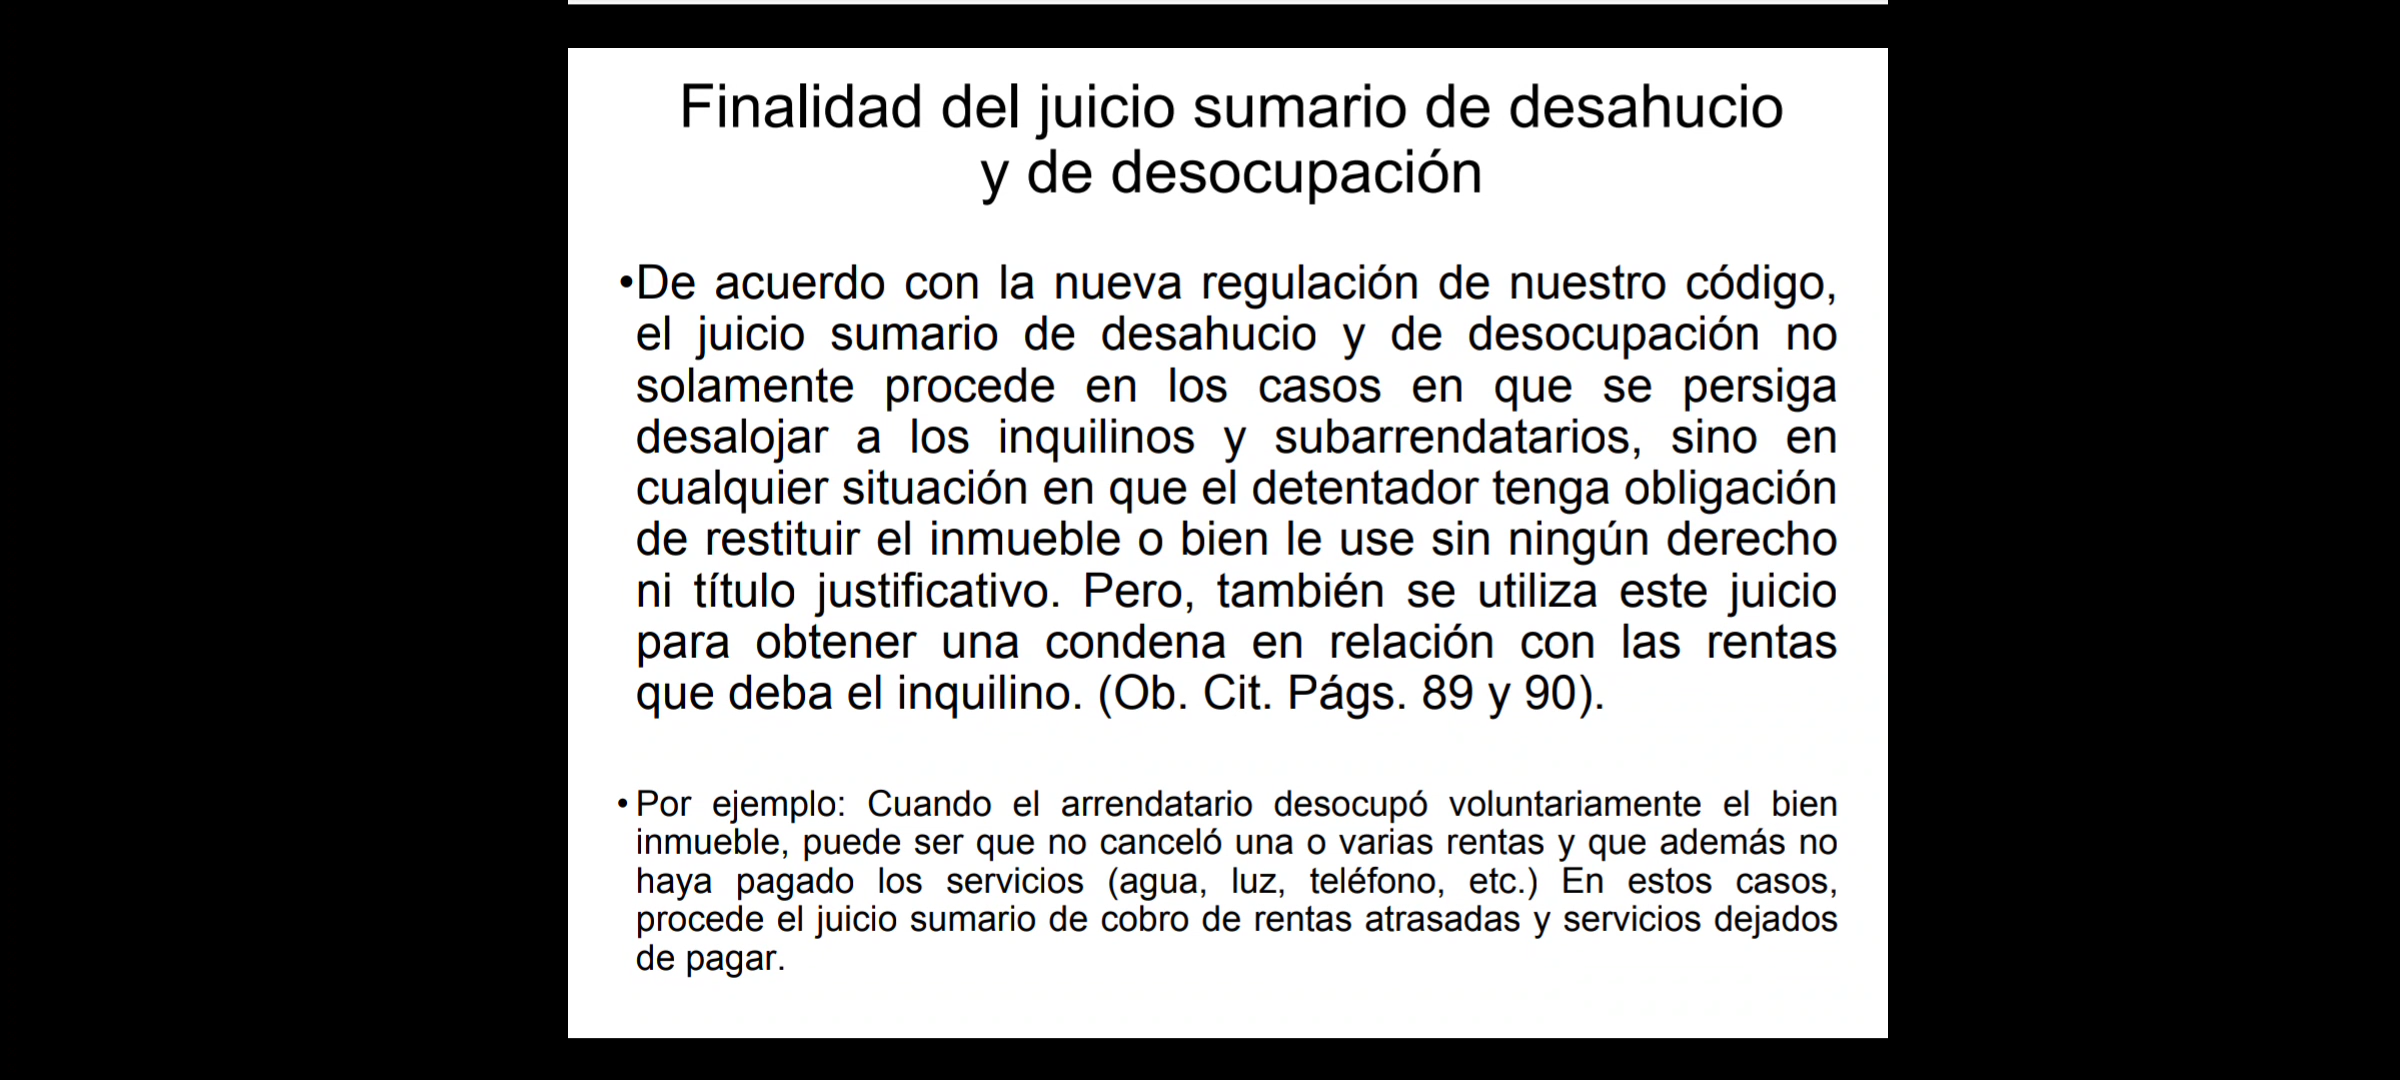 Finalidad del juicio sumario de desahucio
y de desocupación
•De acuerdo con la nueva regulación de nuestro código,
el juicio sumario de desahucio y de desocupación no
solamente procede en los casos en que se persiga
desalojar a los inquilinos y subarrendatarios, sino en
cualquier situación en que el detentador tenga obligación
de restituir el inmueble o bien le use sin ningún derecho
ni título justificativo. Pero, también se utiliza este juicio
para obtener una condena en relación con las rentas
que deba el inquilino. (Ob. Cit. Págs. 89 y 90).
• Por ejemplo: Cuando el arrendatario desocupó voluntariamente el bien
inmueble, puede ser que no canceló una o varias rentas y que además no
haya pagado los servicios (agua, luz, teléfono, etc.) En estos casos,
procede el juicio sumario de cobro de rentas atrasadas y servicios dejados
de pagar.